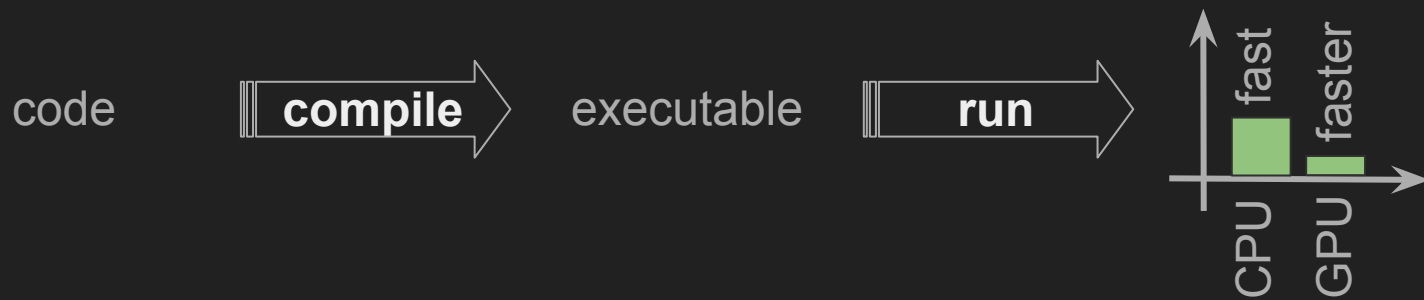 code
compile
executable
run
fast
faster
CPU
GPU